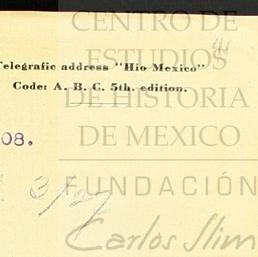 CENTRO DE
ESTUDIOS
Telegrafic address "Hio Mexico"
Code: A. B. C. 5th. edition.
DE HISTORIA
DE MEXICO
08.
FUNDACIÓN
Carlos Slim